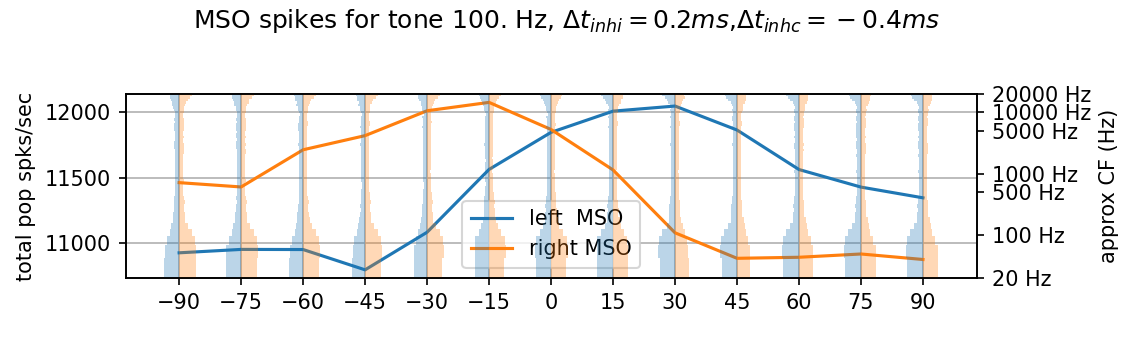 MSO spikes for tone 100. Hz, Δt_inhi = 0.2ms,Δt_inhc = −0.4ms
total pop spks/sec
12000
11500
11000
20000 Hz
10000 Hz
5000 Hz
1000 Hz
500 Hz
100 Hz
20 Hz
approx CF (Hz)
left MSO
right MSO
−90 −75 −60 −45 −30 −15 0 15 30 45 60 75 90